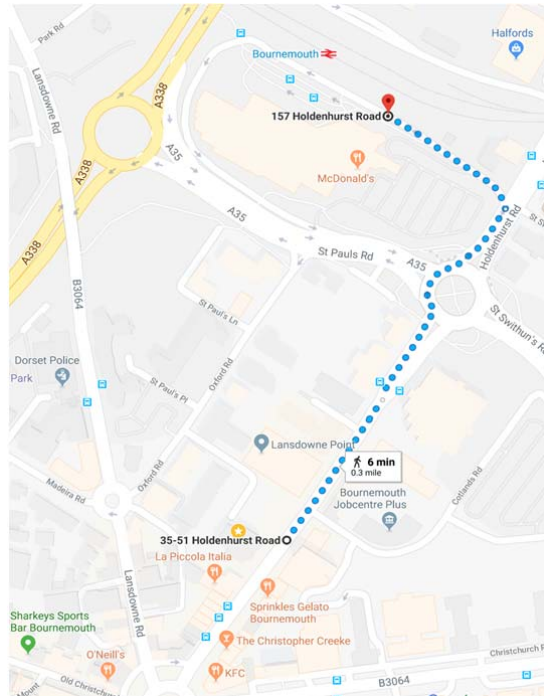 Park Rd
Lansdowne Rd
Halfords
Bournemouth
A338
157 Holdenhurst Road
A338
A35
McDonald's
A338
A35
Holdenhurst Rd
St Pauls Rd
A35
A338
B3064
St Swithun's R
St Paul's Ln
Oxford Rd
Dorset Police
Park
St Paul's Pl
Lansdowne Point
6 min
0.3 mile
Cotlands Rd
Madeira Rd
Oxford Rd
Bournemouth
Jobcentre Plus
35-51 Holdenhurst Road
La Piccola Italia
Lansdowne Rd
Sprinkles Gelato
Bournemouth
Sharkeys Sports
Bar Bournemouth
The Christopher Creeke
O'Neill's
KFC
Christchurch R
B3064
Old Christch
Mount